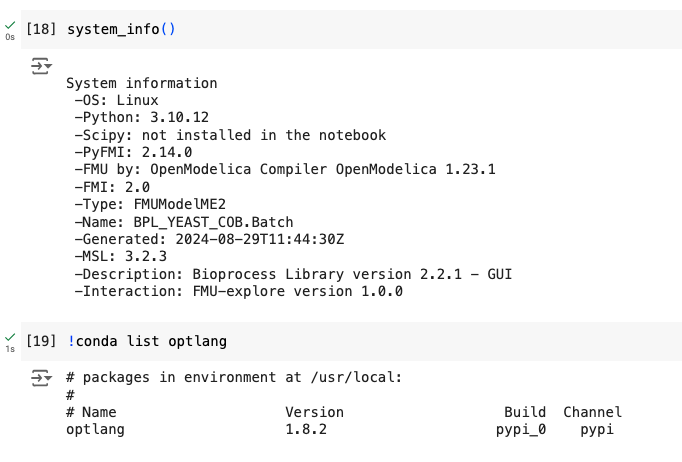 [18] system_info()
0s
System information
-OS: Linux
-Python: 3.10.12
-Scipy: not installed in the notebook
-PyFMI: 2.14.0
-FMU by: OpenModelica Compiler OpenModelica 1.23.1
-FMI: 2.0
-Type: FMUModelME2
-Name: BPL_YEAST_COB.Batch
-Generated: 2024-08-29T11:44:30Z
-MSL: 3.2.3
-Description: Bioprocess Library version 2.2.1 - GUI
-Interaction: FMU-explore version 1.0.0
[19] !conda list optlang
1s
# packages in environment at /usr/local:
#
# Name Version Build Channel
optlang 1.8.2 pypi_0 pypi